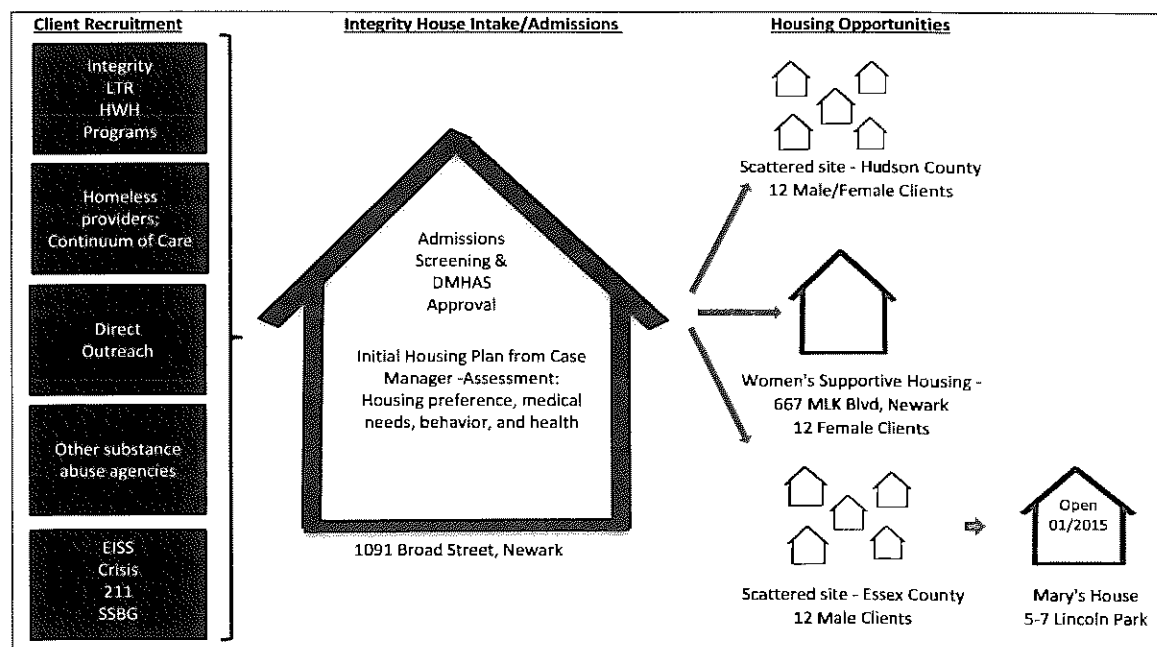 Client Recruitment
Integrity
LTR
HWH
Programs
Homeless
providers;
Continuum of Care
Direct
Outreach
Other substance
abuse agencies
EISS
Crisis
211
SSBG
Integrity House Intake/Admissions
Admissions
Screening &
DMHAS
Approval
Initial Housing Plan from Case
Manager -Assessment:
Housing preference, medical
needs, behavior, and health
1091 Broad Street, Newark
Housing Opportunities
Scattered site - Hudson County
12 Male/Female Clients
Women's Supportive Housing -
667 MLK Blvd, Newark
12 Female Clients
Scattered site - Essex County
12 Male Clients
Open
01/2015
Mary's House
5-7 Lincoln Park